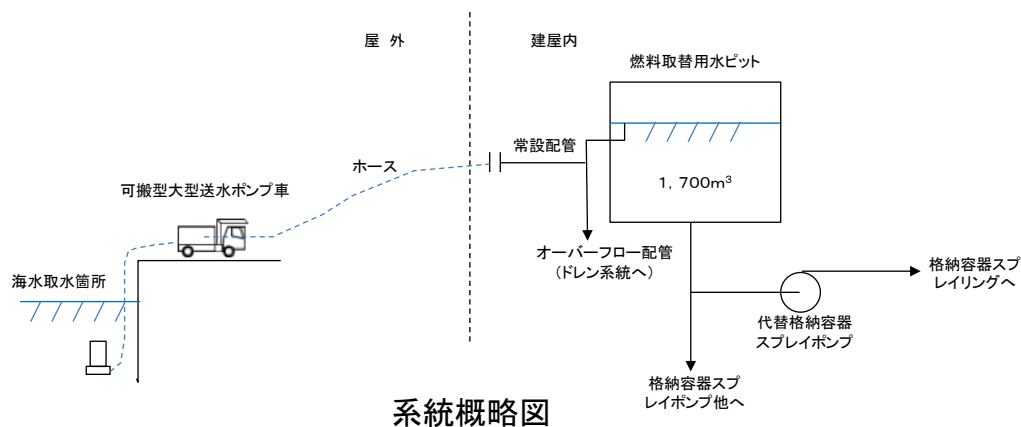 屋 外
建屋内
燃料取替用水ピット
常設配管
ホース
1,700m³
可搬型大型送水ポンプ車
オーバーフロー配管
(ドレン系統へ)
海水取水箇所
格納容器スプ
レイリングへ
代替格納容器
スプレイポンプ
格納容器スプ
レイポンプ他へ
系統概略図